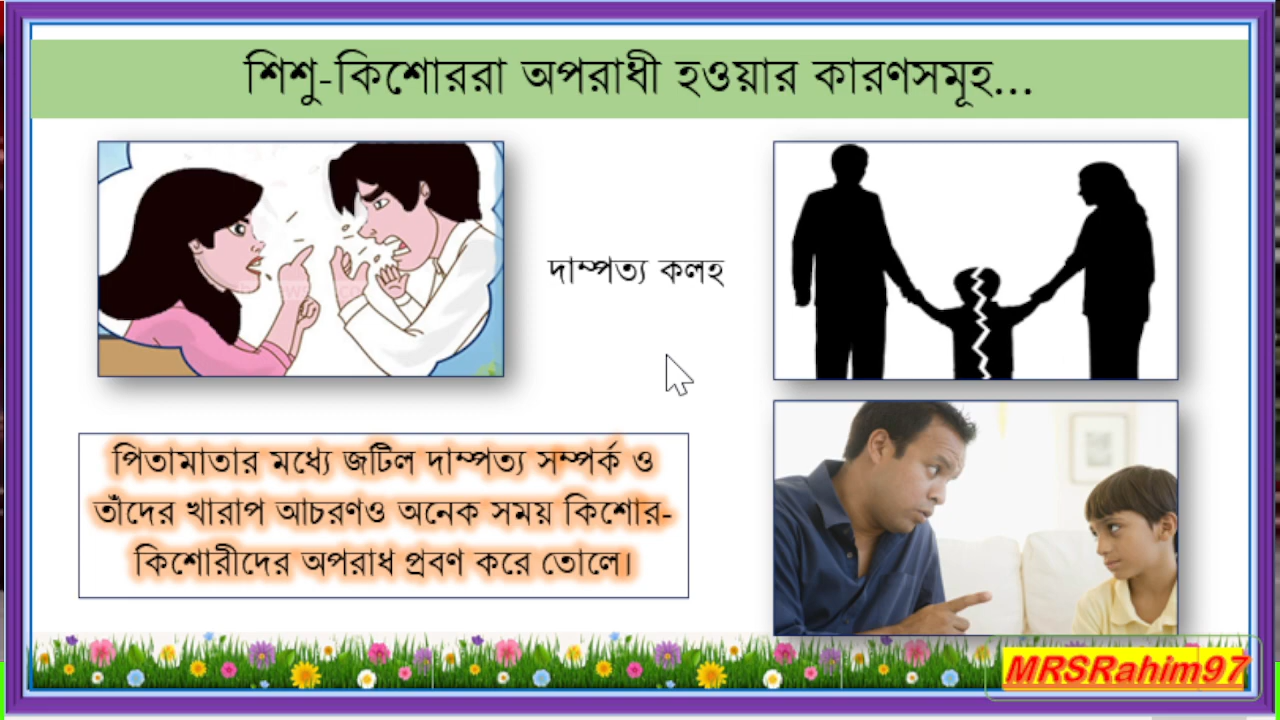 শিশু-কিশোররা অপরাধী হওয়ার কারণসমূহ...
দাম্পত্য কলহ
পিতামাতার মধ্যে জটিল দাম্পত্য সম্পর্ক ও
তাঁদের খারাপ আচরণও অনেক সময় কিশোর-
কিশোরীদের অপরাধ প্রবণ করে তোলে।
MRSRahim97